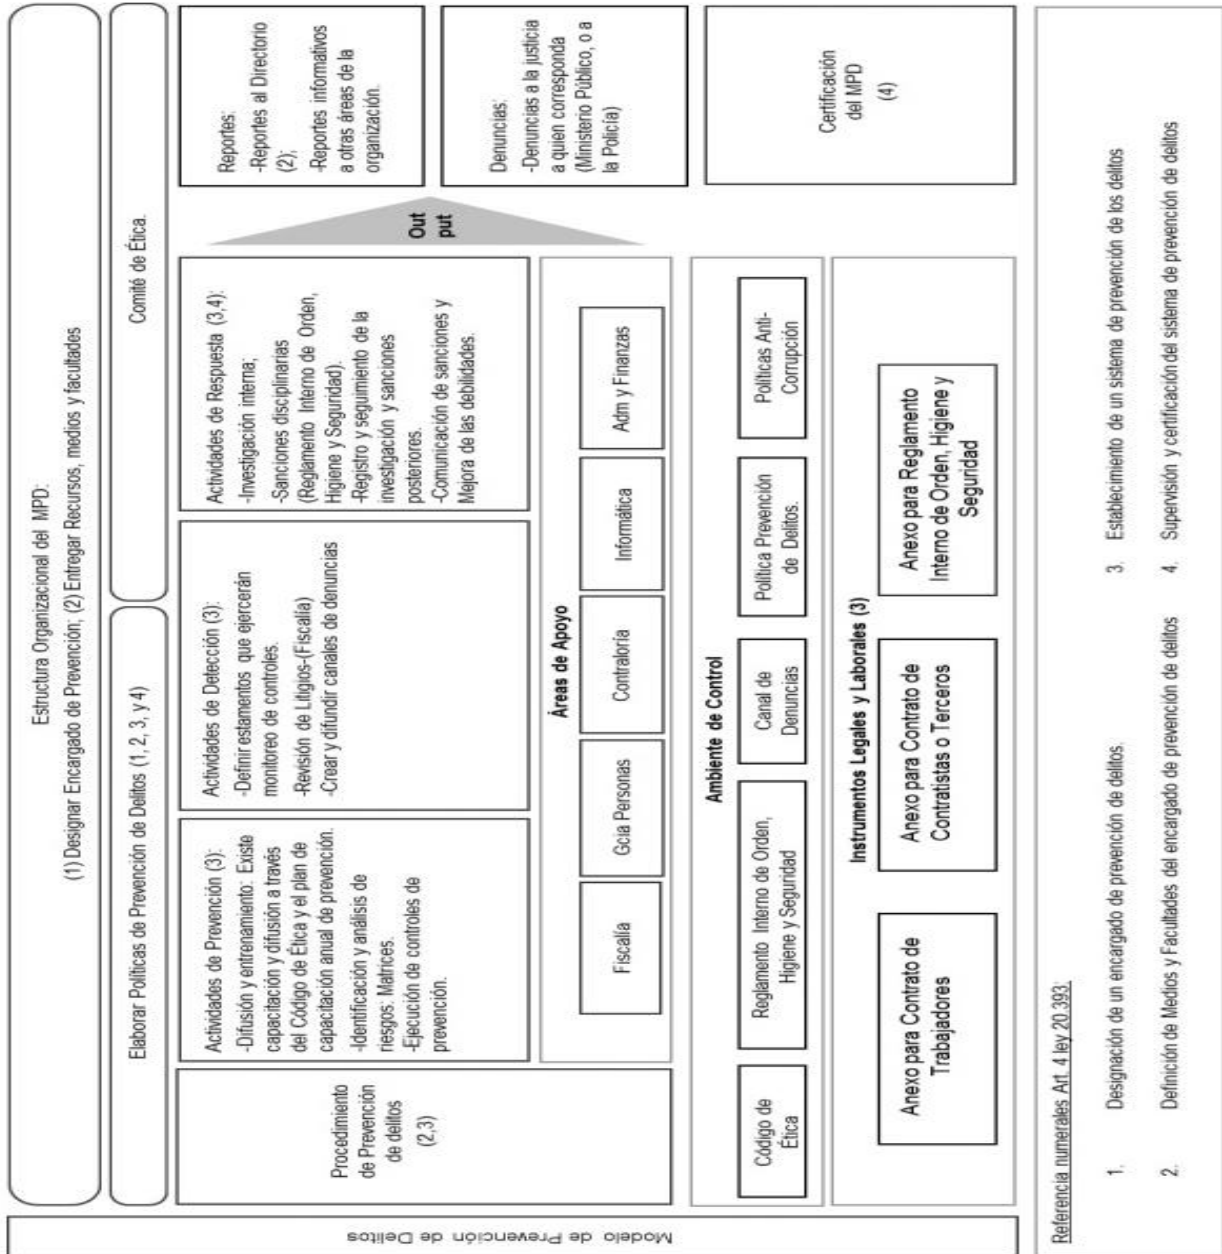 Modelo de Prevención de Delitos
Estructura Organizacional del MPD:
(1) Designar Encargado de Prevención; (2) Entregar Recursos, medios y facultades
Elaborar Políticas de Prevención de Delitos (1, 2, 3, y 4)
Comité de Ética.
Procedimiento
de Prevención
de delitos
(2,3)
Actividades de Prevención (3):
-Difusión y entrenamiento: Existe
capacitación y difusión a través
del Código de Ética y el plan de
capacitación anual de prevención.
-Identificación y análisis de
riesgos: Matrices.
-Ejecución de controles de
prevención.
Actividades de Detección (3):
-Definir estamentos que ejercerán
monitoreo de controles.
-Revisión de Litigios-(Fiscalía)
-Crear y difundir canales de denuncias
Actividades de Respuesta (3,4):
-Investigación interna;
-Sanciones disciplinarias
(Reglamento Interno de Orden,
Higiene y Seguridad).
-Registro y seguimiento de la
investigación y sanciones
posteriores.
-Comunicación de sanciones y
Mejora de las debilidades.
Out
put
Reportes:
-Reportes al Directorio
(2);
-Reportes informativos
a otras áreas de la
organización.
Denuncias:
-Denuncias a la justicia
a quien corresponda
(Ministerio Público, o a
la Policía)
Certificación
del MPD
(4)
Áreas de Apoyo
Fiscalía
Gcia Personas
Contraloría
Informática
Adm y Finanzas
Ambiente de Control
Código de
Ética
Reglamento Interno de Orden,
Higiene y Seguridad
Canal de
Denuncias
Política Prevención
de Delitos.
Políticas Anti-
Corrupción
Instrumentos Legales y Laborales (3)
Anexo para Contrato de
Trabajadores
Anexo para Contrato de
Contratistas o Terceros
Anexo para Reglamento
Interno de Orden, Higiene y
Seguridad
Referencia numerales Art. 4 ley 20.393:
1. Designación de un encargado de prevención de delitos.
2. Definición de Medios y Facultades del encargado de prevención de delitos
3. Establecimiento de un sistema de prevención de los delitos
4. Supervisión y certificación del sistema de prevención de delitos